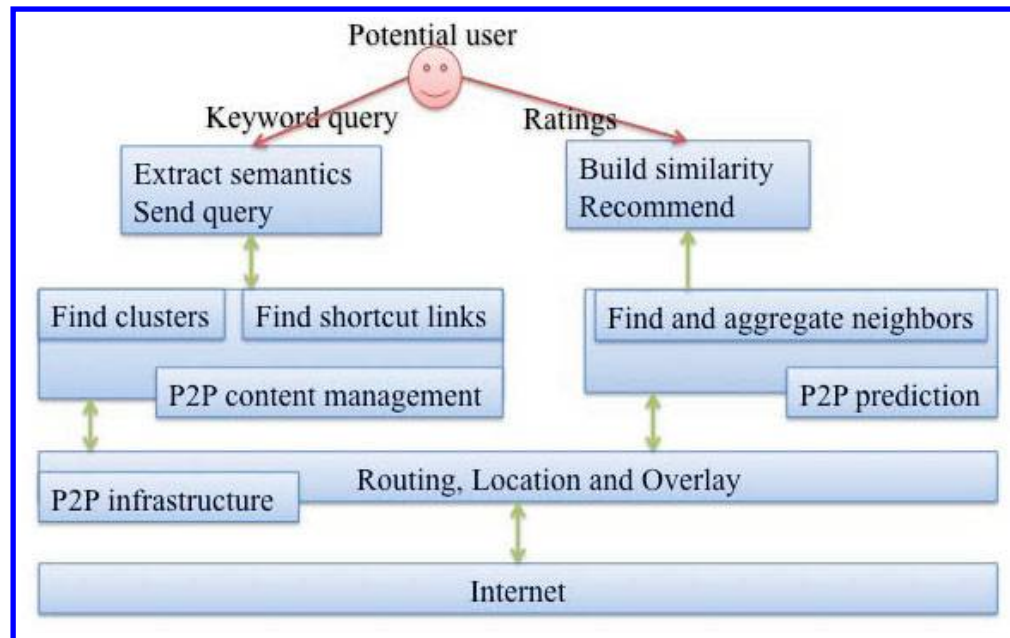 Potential user
Keyword query
Ratings
Extract semantics
Send query
Build similarity
Recommend
Find clusters
Find shortcut links
Find and aggregate neighbors
P2P content management
P2P prediction
Routing, Location and Overlay
P2P infrastructure
Internet